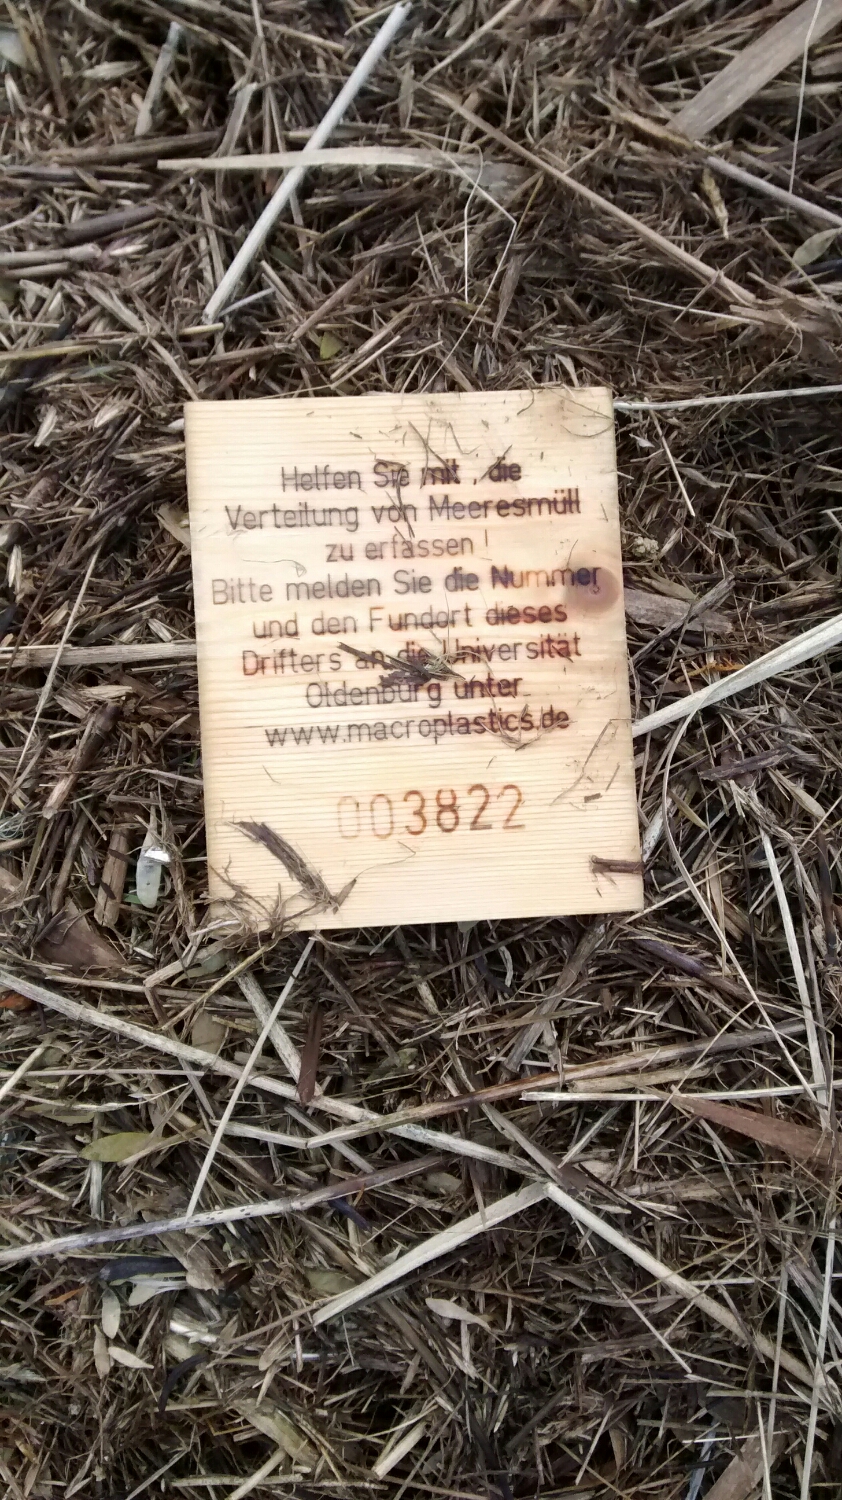 Helfen Sie mit, die
Verteilung von Meeresmüll
zu erfassen!
Bitte melden Sie die Nummer
und den Fundort dieses
Drifters an die Universität
Oldenburg unter
www.macroplastics.de
003822